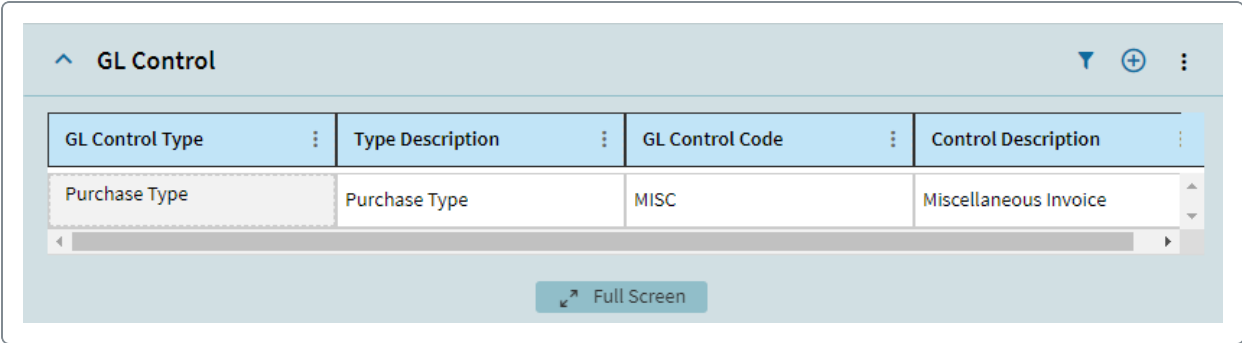 GL Control
GL Control Type Type Description GL Control Code Control Description
Purchase Type Purchase Type MISC Miscellaneous Invoice
Full Screen